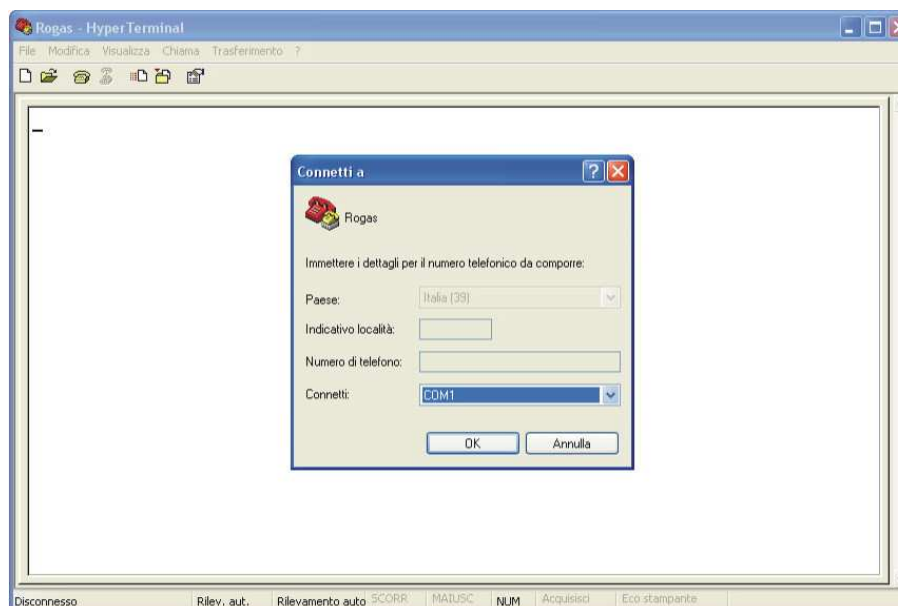 Rogas - HyperTerminal
File Modifica Visualizza Chiama Trasferimento ?
Connetti a
Rogas
Immettere i dettagli per il numero telefonico da comporre:
Paese: Italia (39)
Indicativo località:
Numero di telefono:
Connetti: COM1
OK Annulla
Disconnesso Rilev. aut. Rilevamento auto SCORR MAIUSC NUM Acquisisci Eco stampante